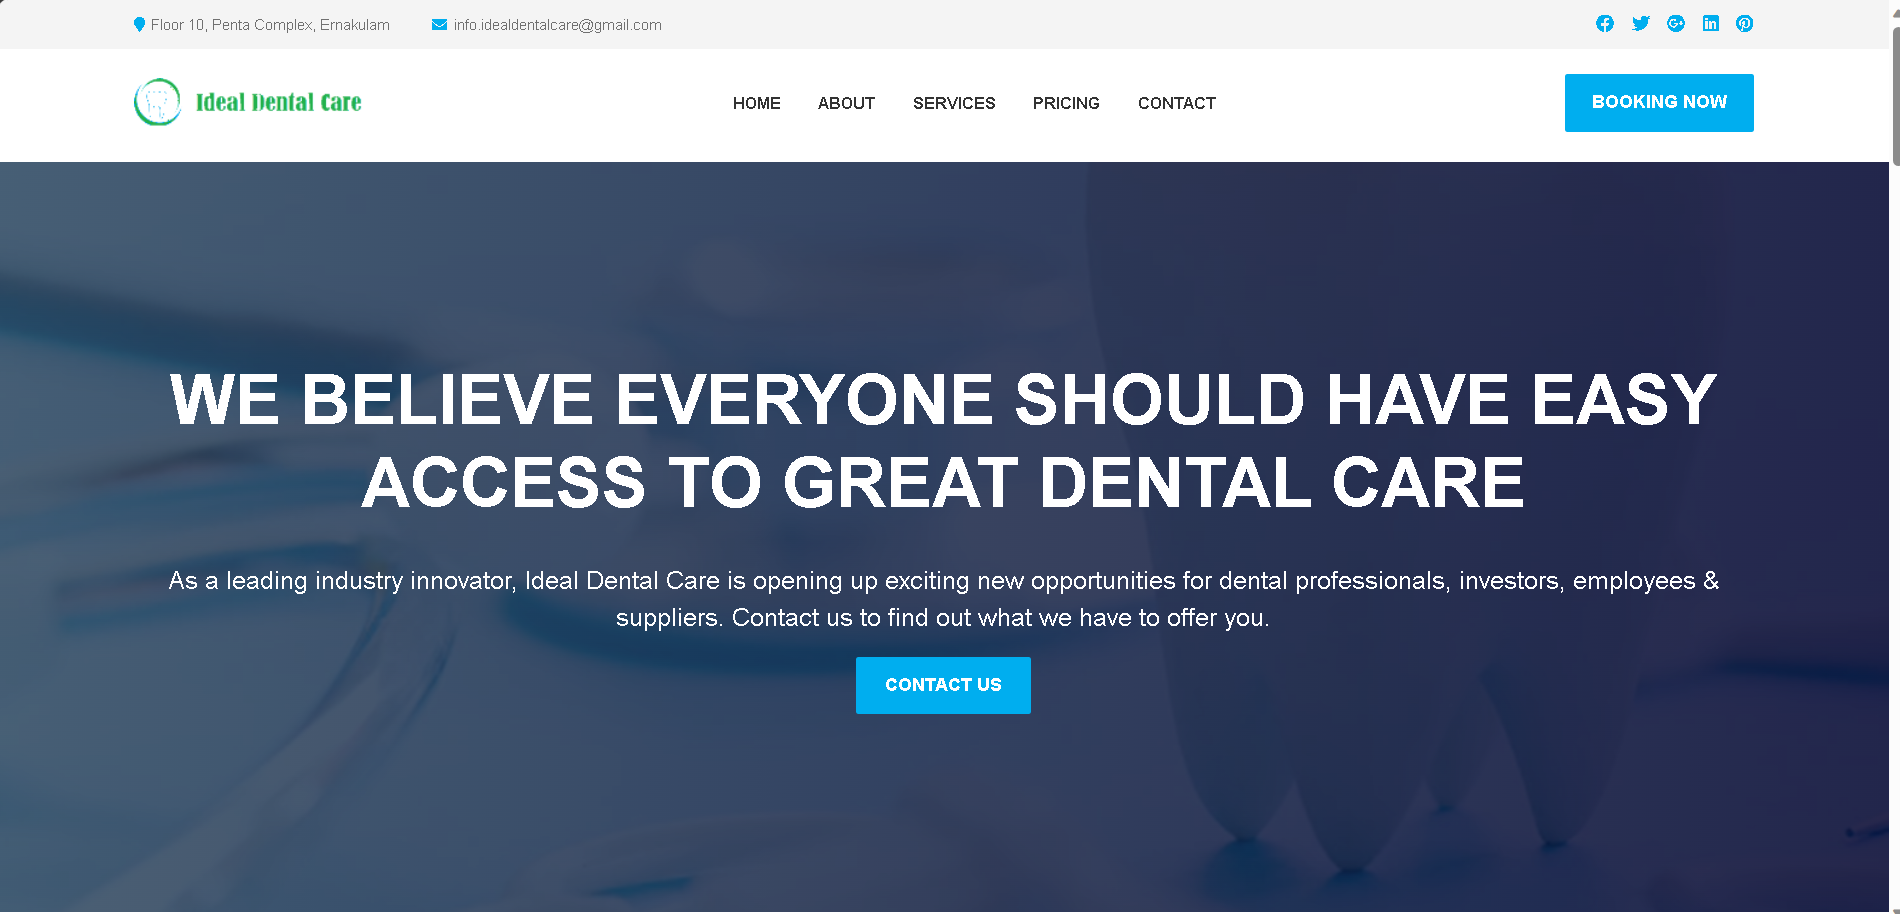 Floor 10, Penta Complex, Ernakulam
info.idealdentalcare@gmail.com
Ideal Dental Care
HOME
ABOUT
SERVICES
PRICING
CONTACT
BOOKING NOW
WE BELIEVE EVERYONE SHOULD HAVE EASY
ACCESS TO GREAT DENTAL CARE
As a leading industry innovator, Ideal Dental Care is opening up exciting new opportunities for dental professionals, investors, employees &
suppliers. Contact us to find out what we have to offer you.
CONTACT US